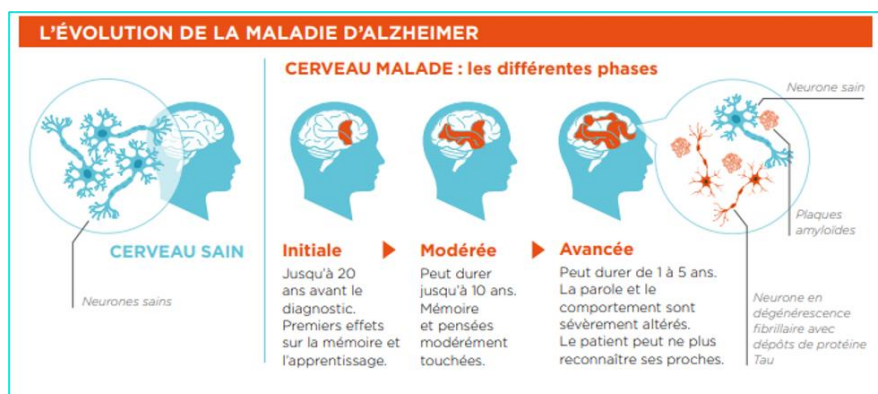 L'ÉVOLUTION DE LA MALADIE D'ALZHEIMER
CERVEAU MALADE : les différentes phases
CERVEAU SAIN
Neurones sains
Initiale
Jusqu'à 20
ans avant le
diagnostic.
Premiers effets
sur la mémoire et
l'apprentissage.
Modérée
Peut durer
jusqu'à 10 ans.
Mémoire
et pensées
modérément
touchées.
Avancée
Peut durer de 1 à 5 ans.
La parole et le
comportement sont
sévèrement altérés.
Le patient peut ne plus
reconnaître ses proches.
Neurone sain
Plaques
amyloïdes
Neurone en
dégénérescence
fibrillaire avec
dépôts de protéine
Tau